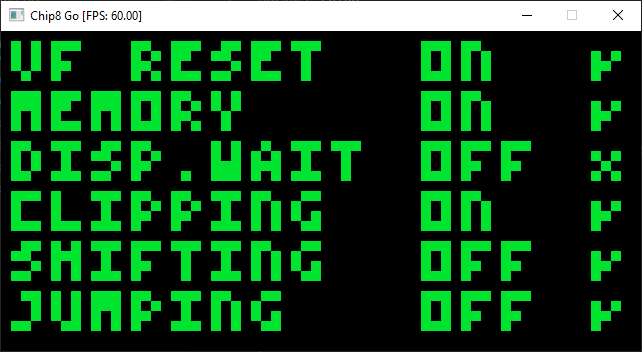 Chip8 Go [FPS: 60.00]
VF RESET ON ✓
MEMORY ON ✓
DISP.WAIT OFF x
CLIPPING ON ✓
SHIFTING OFF ✓
JUMPING OFF ✓